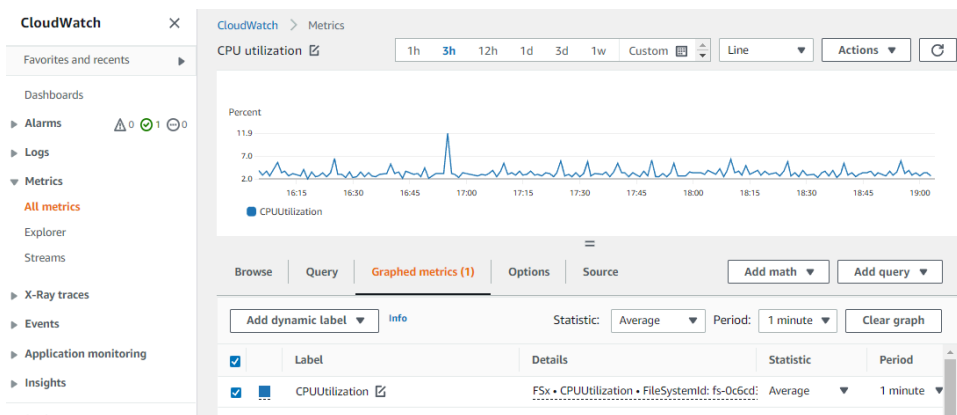 CloudWatch
Favorites and recents
Dashboards
Alarms 0 1 0
Logs
Metrics
All metrics
Explorer
Streams
X-Ray traces
Events
Application monitoring
Insights
CloudWatch Metrics
CPU utilization 1h 3h 12h 1d 3d 1w Custom Line Actions
Percent
11.9
7.0
2.0
16:15 16:30 16:45 17:00 17:15 17:30 17:45 18:00 18:15 18:30 18:45 19:00
CPUUtilization
Browse Query Graphed metrics (1) Options Source Add math Add query
Add dynamic label Info Statistic: Average Period: 1 minute Clear graph
Label Details Statistic Period
CPUUtilization FSx • CPUUtilization • FileSystemId: fs-0c6cd Average 1 minute